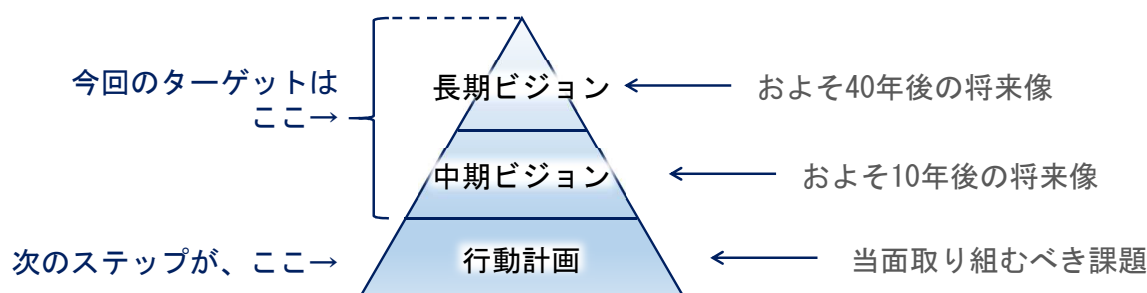 今回のターゲットは
ここ→
長期ビジョン
およそ40年後の将来像
中期ビジョン
およそ10年後の将来像
次のステップが、ここ→
行動計画
当面取り組むべき課題